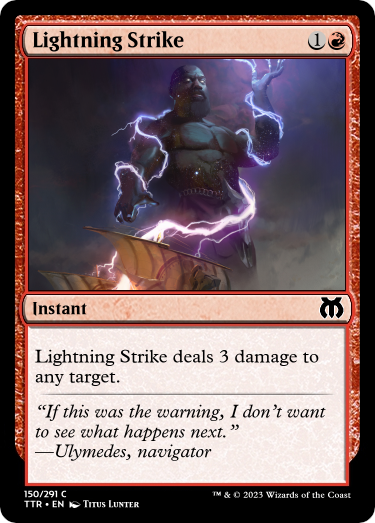 Lightning Strike 1
Instant
Lightning Strike deals 3 damage to
any target.
“If this was the warning, I don’t want
to see what happens next.”
—Ulymedes, navigator
150/291 C
TTR • EN Titus Lunter
™ & © 2023 Wizards of the Coast